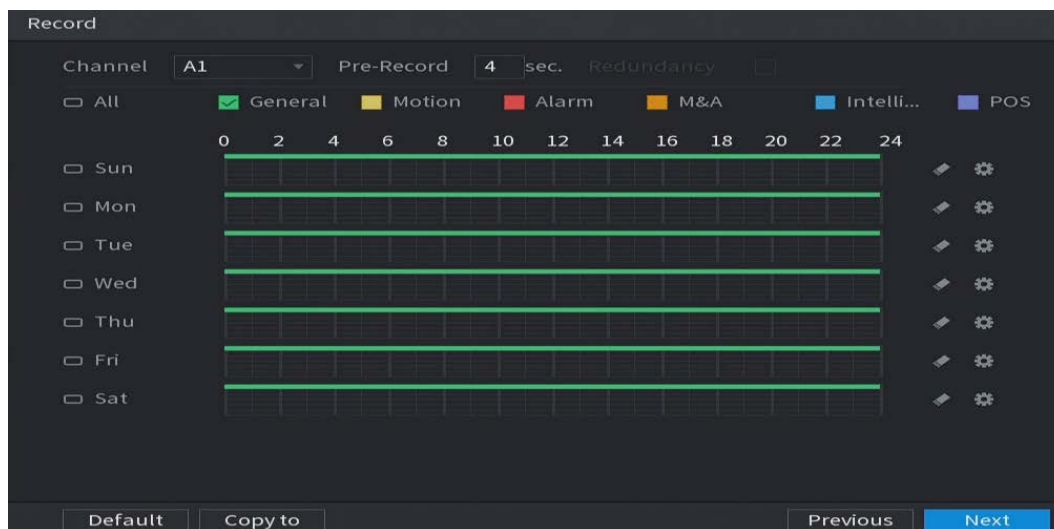 Record
Channel A1 Pre-Record 4 sec. Redundancy
All General Motion Alarm M&A Intelli... POS
0 2 4 6 8 10 12 14 16 18 20 22 24
Sun
Mon
Tue
Wed
Thu
Fri
Sat
Default Copy to Previous Next